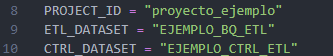 8 PROJECT_ID = "proyecto_ejemplo"
9 ETL_DATASET = "EJEMPLO_BQ_ETL"
10 CTRL_DATASET = "EJEMPLO_CTRL_ETL"